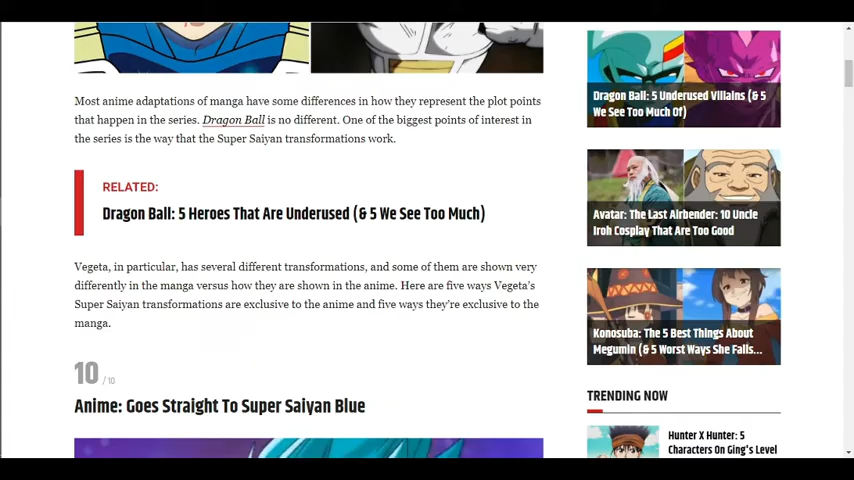 Most anime adaptations of manga have some differences in how they represent the plot points
that happen in the series. Dragon Ball is no different. One of the biggest points of interest in
the series is the way that the Super Saiyan transformations work.
RELATED:
Dragon Ball: 5 Heroes That Are Underused (& 5 We See Too Much)
Vegeta, in particular, has several different transformations, and some of them are shown very
differently in the manga versus how they are shown in the anime. Here are five ways Vegeta's
Super Saiyan transformations are exclusive to the anime and five ways they're exclusive to the
manga.
10 / 10
Anime: Goes Straight To Super Saiyan Blue
Dragon Ball: 5 Underused Villains (& 5
We See Too Much Of)
Avatar: The Last Airbender: 10 Uncle
Iroh Cosplay That Are Too Good
Konosuba: The 5 Best Things About
Megumin (& 5 Worst Ways She Falls...
TRENDING NOW
Hunter X Hunter: 5
Characters On Ging's Level